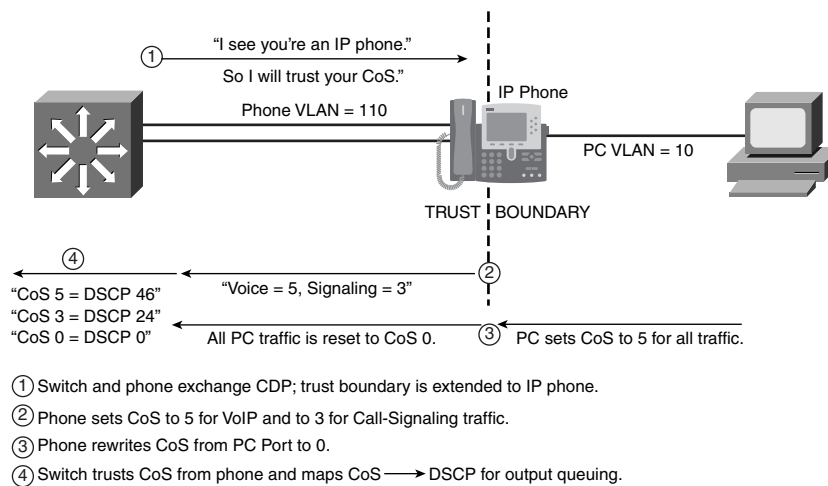 ① "I see you're an IP phone."
So I will trust your CoS."
IP Phone
Phone VLAN = 110
PC VLAN = 10
TRUST BOUNDARY
④
②
"Voice = 5, Signaling = 3"
"CoS 5 = DSCP 46"
"CoS 3 = DSCP 24"
"CoS 0 = DSCP 0"
All PC traffic is reset to CoS 0.
③
PC sets CoS to 5 for all traffic.
① Switch and phone exchange CDP; trust boundary is extended to IP phone.
② Phone sets CoS to 5 for VoIP and to 3 for Call-Signaling traffic.
③ Phone rewrites CoS from PC Port to 0.
④ Switch trusts CoS from phone and maps CoS → DSCP for output queuing.